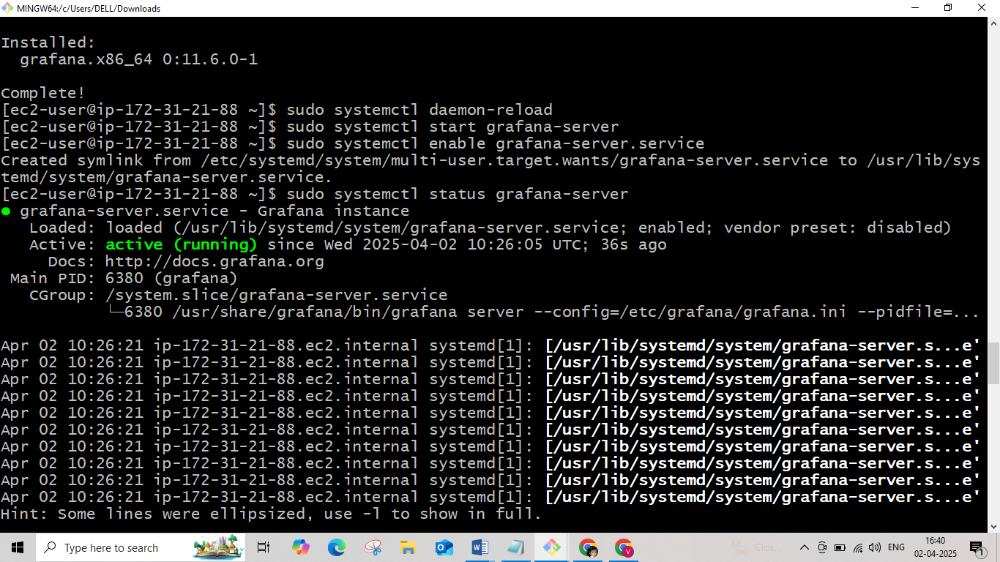 MINGW64:/c/Users/DELL/Downloads
Installed:
  grafana.x86_64 0:11.6.0-1
Complete!
[ec2-user@ip-172-31-21-88 ~]$ sudo systemctl daemon-reload
[ec2-user@ip-172-31-21-88 ~]$ sudo systemctl start grafana-server
[ec2-user@ip-172-31-21-88 ~]$ sudo systemctl enable grafana-server.service
Created symlink from /etc/systemd/system/multi-user.target.wants/grafana-server.service to /usr/lib/sys
temd/system/grafana-server.service.
[ec2-user@ip-172-31-21-88 ~]$ sudo systemctl status grafana-server
● grafana-server.service - Grafana instance
   Loaded: loaded (/usr/lib/systemd/system/grafana-server.service; enabled; vendor preset: disabled)
   Active: active (running) since Wed 2025-04-02 10:26:05 UTC; 36s ago
     Docs: http://docs.grafana.org
 Main PID: 6380 (grafana)
   CGroup: /system.slice/grafana-server.service
           └─6380 /usr/share/grafana/bin/grafana server --config=/etc/grafana/grafana.ini --pidfile=...
Apr 02 10:26:21 ip-172-31-21-88.ec2.internal systemd[1]: [/usr/lib/systemd/system/grafana-server.s...e'
Apr 02 10:26:21 ip-172-31-21-88.ec2.internal systemd[1]: [/usr/lib/systemd/system/grafana-server.s...e'
Apr 02 10:26:21 ip-172-31-21-88.ec2.internal systemd[1]: [/usr/lib/systemd/system/grafana-server.s...e'
Apr 02 10:26:21 ip-172-31-21-88.ec2.internal systemd[1]: [/usr/lib/systemd/system/grafana-server.s...e'
Apr 02 10:26:21 ip-172-31-21-88.ec2.internal systemd[1]: [/usr/lib/systemd/system/grafana-server.s...e'
Apr 02 10:26:21 ip-172-31-21-88.ec2.internal systemd[1]: [/usr/lib/systemd/system/grafana-server.s...e'
Apr 02 10:26:21 ip-172-31-21-88.ec2.internal systemd[1]: [/usr/lib/systemd/system/grafana-server.s...e'
Apr 02 10:26:21 ip-172-31-21-88.ec2.internal systemd[1]: [/usr/lib/systemd/system/grafana-server.s...e'
Apr 02 10:26:21 ip-172-31-21-88.ec2.internal systemd[1]: [/usr/lib/systemd/system/grafana-server.s...e'
Apr 02 10:26:21 ip-172-31-21-88.ec2.internal systemd[1]: [/usr/lib/systemd/system/grafana-server.s...e'
Hint: Some lines were ellipsized, use -l to show in full.
Type here to search
Clos...
ENG
16:40
02-04-2025
1